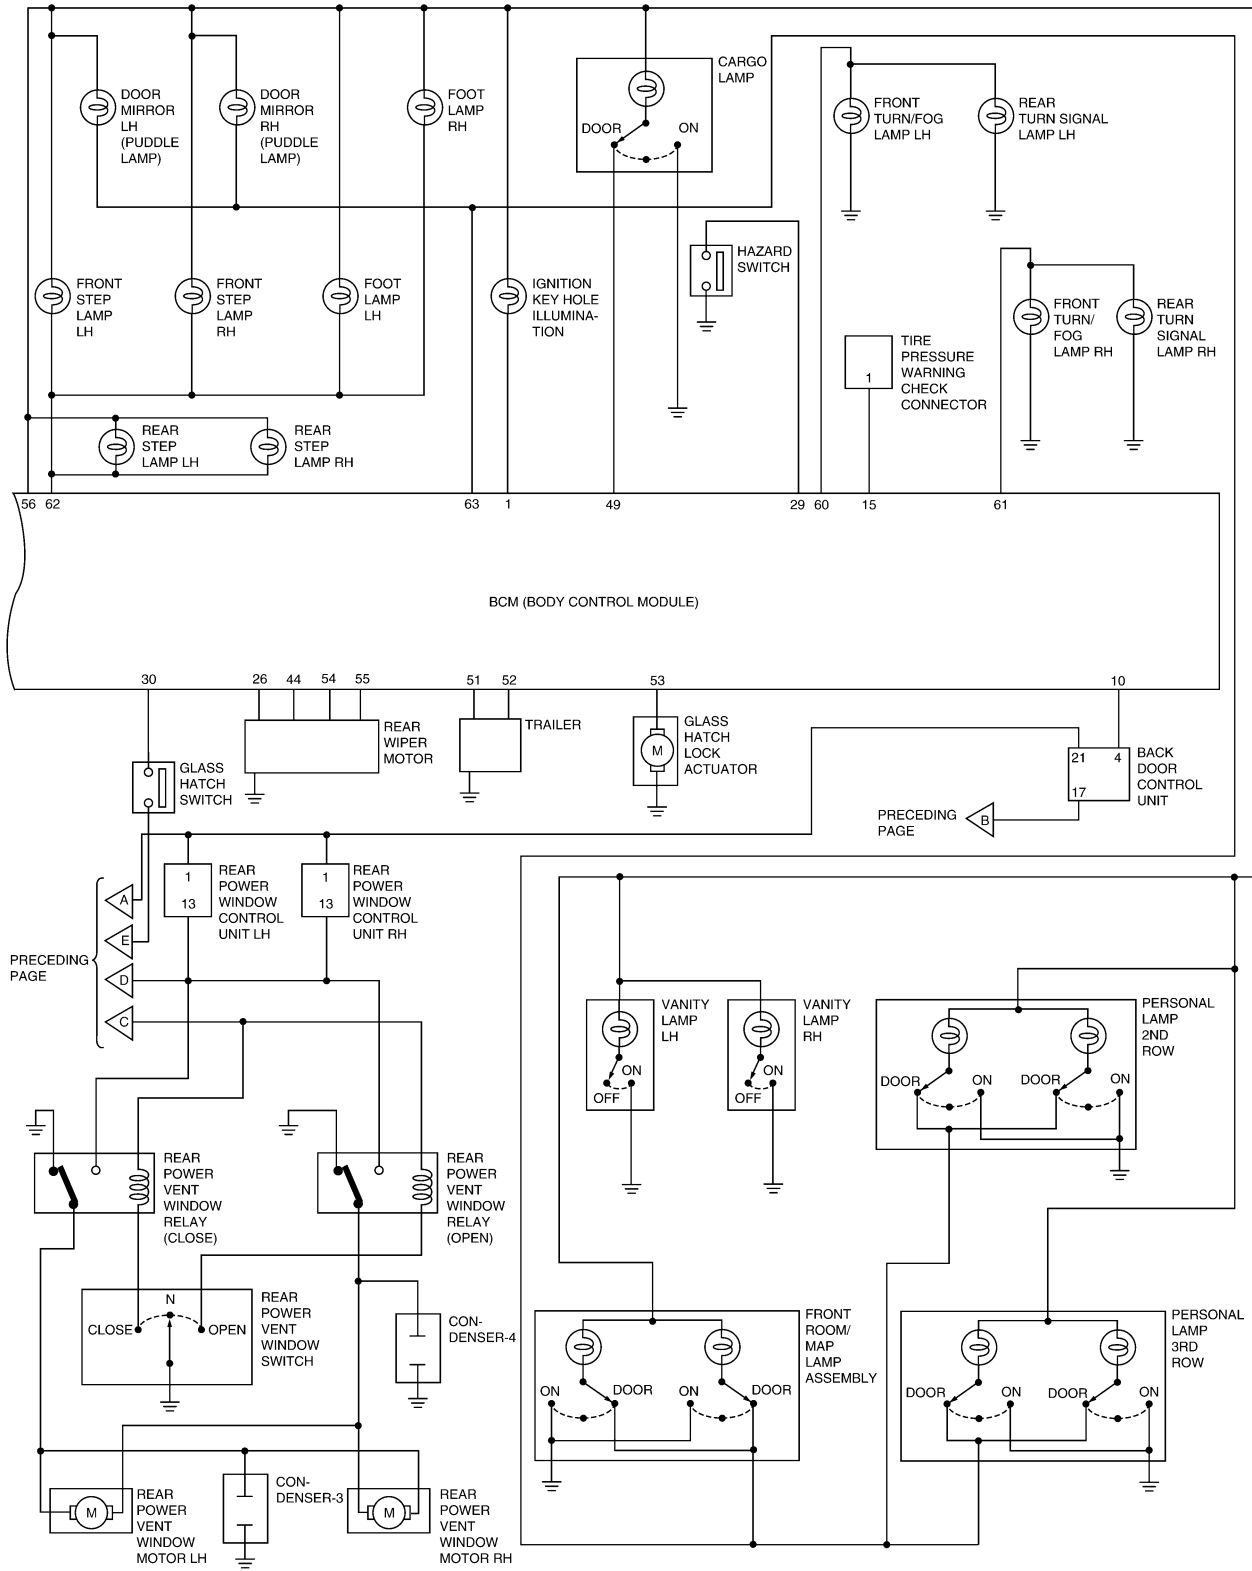 CARGO
LAMP
DOOR
MIRROR
LH
(PUDDLE
LAMP)
DOOR
MIRROR
RH
(PUDDLE
LAMP)
FOOT
LAMP
RH
DOOR
ON
FRONT
TURN/FOG
LAMP LH
REAR
TURN SIGNAL
LAMP LH
HAZARD
SWITCH
FRONT
STEP
LAMP
LH
FRONT
STEP
LAMP
RH
FOOT
LAMP
LH
IGNITION
KEY HOLE
ILLUMINA-
TION
FRONT
TURN/
FOG
LAMP RH
REAR
TURN
SIGNAL
LAMP RH
1
TIRE
PRESSURE
WARNING
CHECK
CONNECTOR
REAR
STEP
LAMP LH
REAR
STEP
LAMP RH
56 62 63 1 49 29 60 15 61
BCM (BODY CONTROL MODULE)
30 26 44 54 55 51 52 53 10
GLASS
HATCH
SWITCH
REAR
WIPER
MOTOR
TRAILER
M
GLASS
HATCH
LOCK
ACTUATOR
21 4
17
BACK
DOOR
CONTROL
UNIT
PRECEDING
PAGE
B
1
13
REAR
POWER
WINDOW
CONTROL
UNIT LH
1
13
REAR
POWER
WINDOW
CONTROL
UNIT RH
PRECEDING
PAGE
A
E
D
C
VANITY
LAMP
LH
ON
OFF
VANITY
LAMP
RH
ON
OFF
PERSONAL
LAMP
2ND
ROW
DOOR
ON
DOOR
ON
REAR
POWER
VENT
WINDOW
RELAY
(CLOSE)
REAR
POWER
VENT
WINDOW
RELAY
(OPEN)
N
CLOSE
OPEN
REAR
POWER
VENT
WINDOW
SWITCH
CON-
DENSER-4
FRONT
ROOM/
MAP
LAMP
ASSEMBLY
ON
DOOR
ON
DOOR
PERSONAL
LAMP
3RD
ROW
DOOR
ON
DOOR
ON
M
REAR
POWER
VENT
WINDOW
MOTOR LH
CON-
DENSER-3
M
REAR
POWER
VENT
WINDOW
MOTOR RH